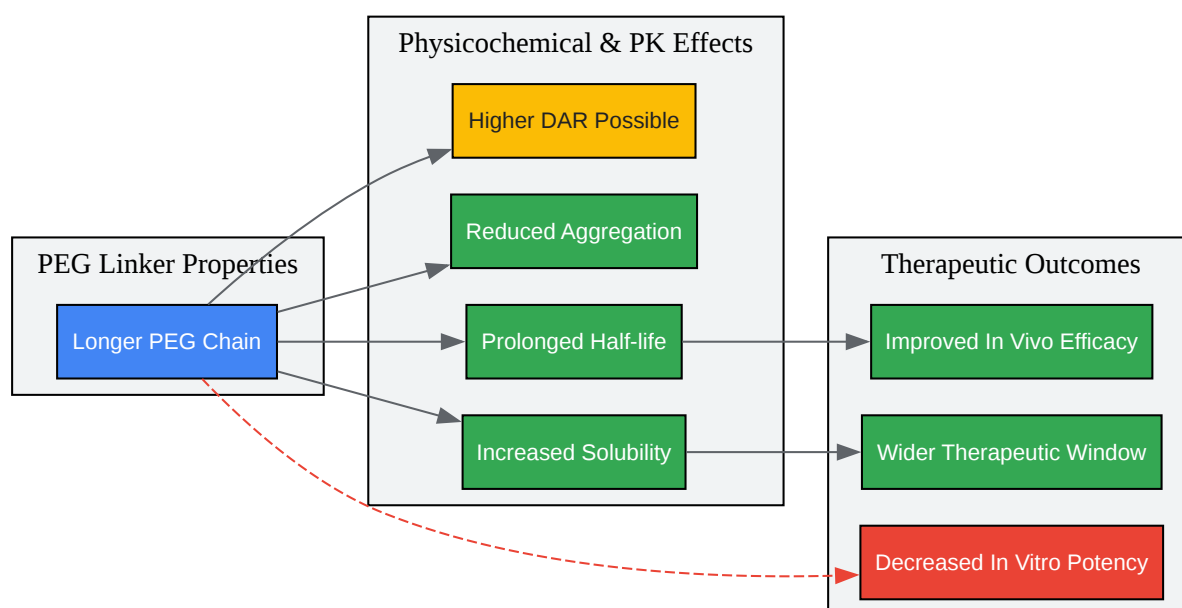 Physicochemical & PK Effects
Higher DAR Possible
Reduced Aggregation
Prolonged Half-life
Increased Solubility
PEG Linker Properties
Longer PEG Chain
Therapeutic Outcomes
Improved In Vivo Efficacy
Wider Therapeutic Window
Decreased In Vitro Potency